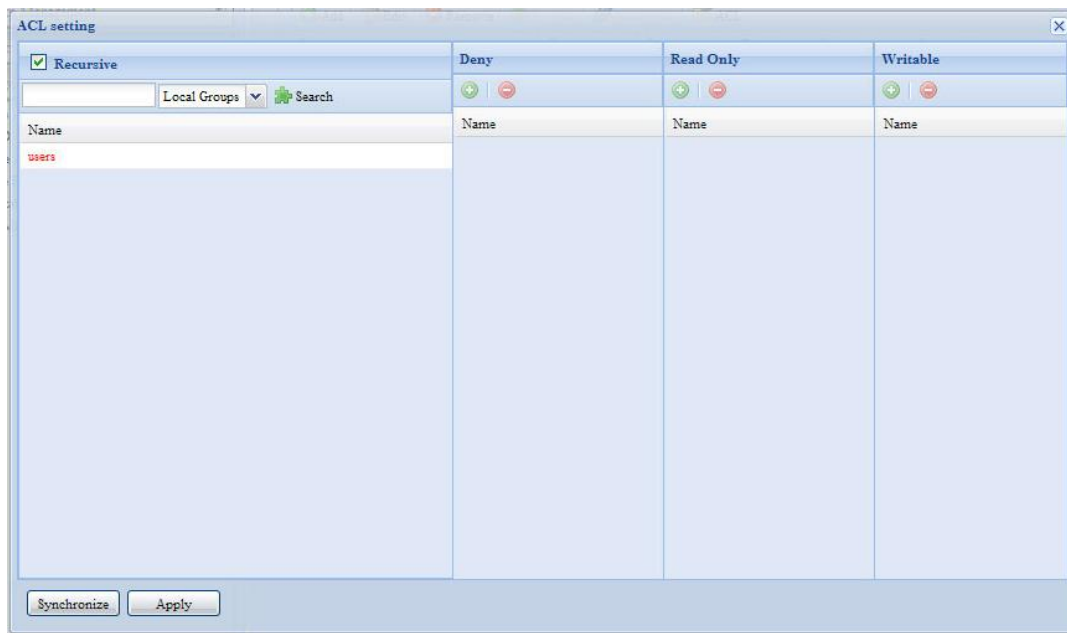 ACL setting
Recursive
Deny
Read Only
Writable
Local Groups
Search
Name
Name
Name
Name
users
Synchronize
Apply